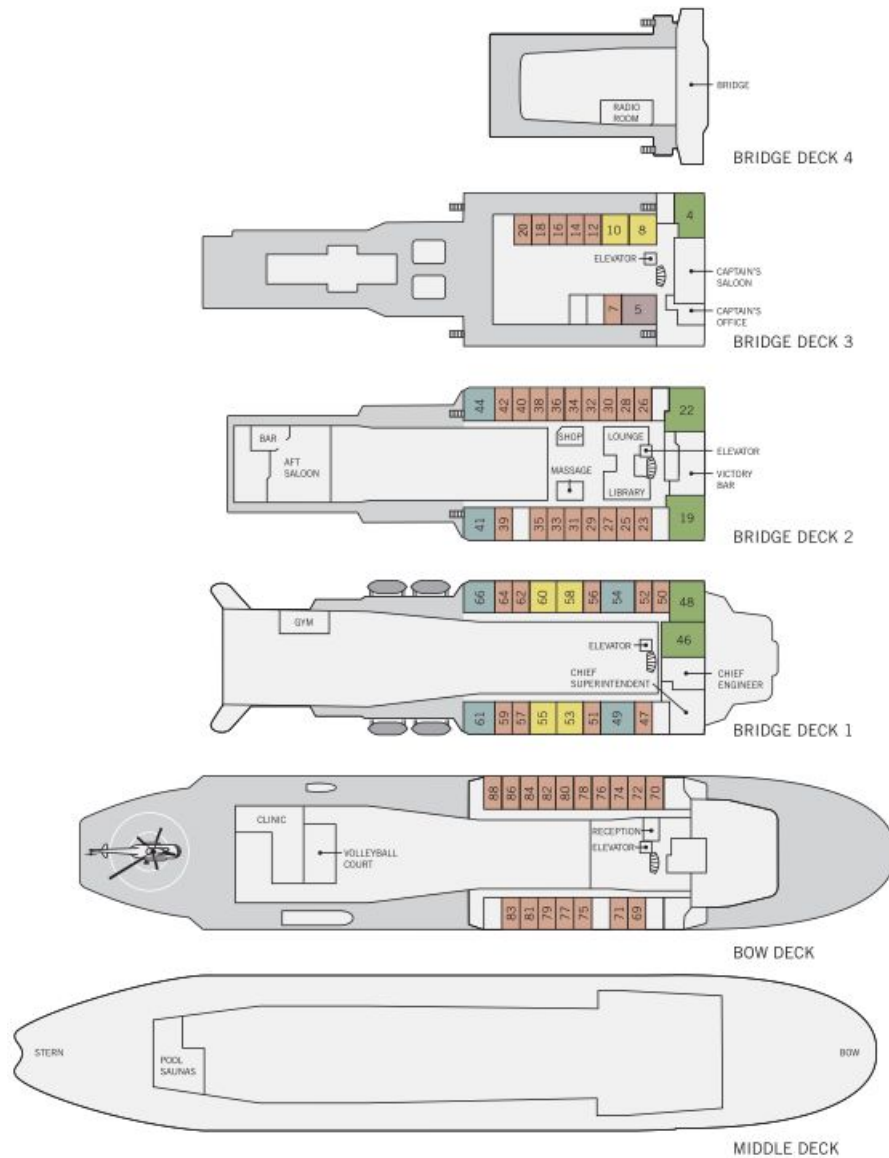 BRIDGE
RADIO
ROOM
BRIDGE DECK 4
4
20 18 16 14 12 10 8
ELEVATOR
CAPTAIN'S
SALOON
7 5
CAPTAIN'S
OFFICE
BRIDGE DECK 3
44 42 40 38 36 34 32 30 28 26 22
BAR
SHOP
LOUNGE
AFT
SALOON
ELEVATOR
MASSAGE
VICTORY
BAR
LIBRARY
41 39 35 33 31 29 27 25 23 19
BRIDGE DECK 2
66 64 62 60 58 56 54 52 50 48
GYM
46
ELEVATOR
CHIEF
SUPERINTENDENT
CHIEF
ENGINEER
61 59 57 55 53 51 49 47
BRIDGE DECK 1
88 86 84 82 80 78 76 74 72 70
CLINIC
RECEPTION
VOLLEYBALL
COURT
ELEVATOR
83 81 79 77 75 71 69
BOW DECK
STERN
POOL
SAUNAS
BOW
MIDDLE DECK